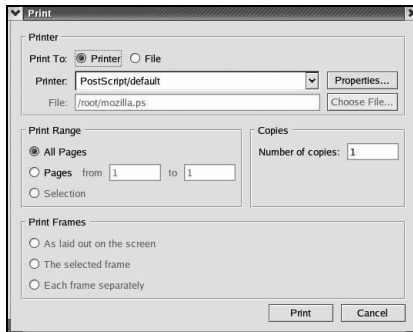 Print
Printer
Print To: Printer File
Printer: PostScript/default Properties...
File: /root/mozilla.ps Choose File...
Print Range
All Pages
Pages from 1 to 1
Selection
Copies
Number of copies: 1
Print Frames
As laid out on the screen
The selected frame
Each frame separately
Print Cancel